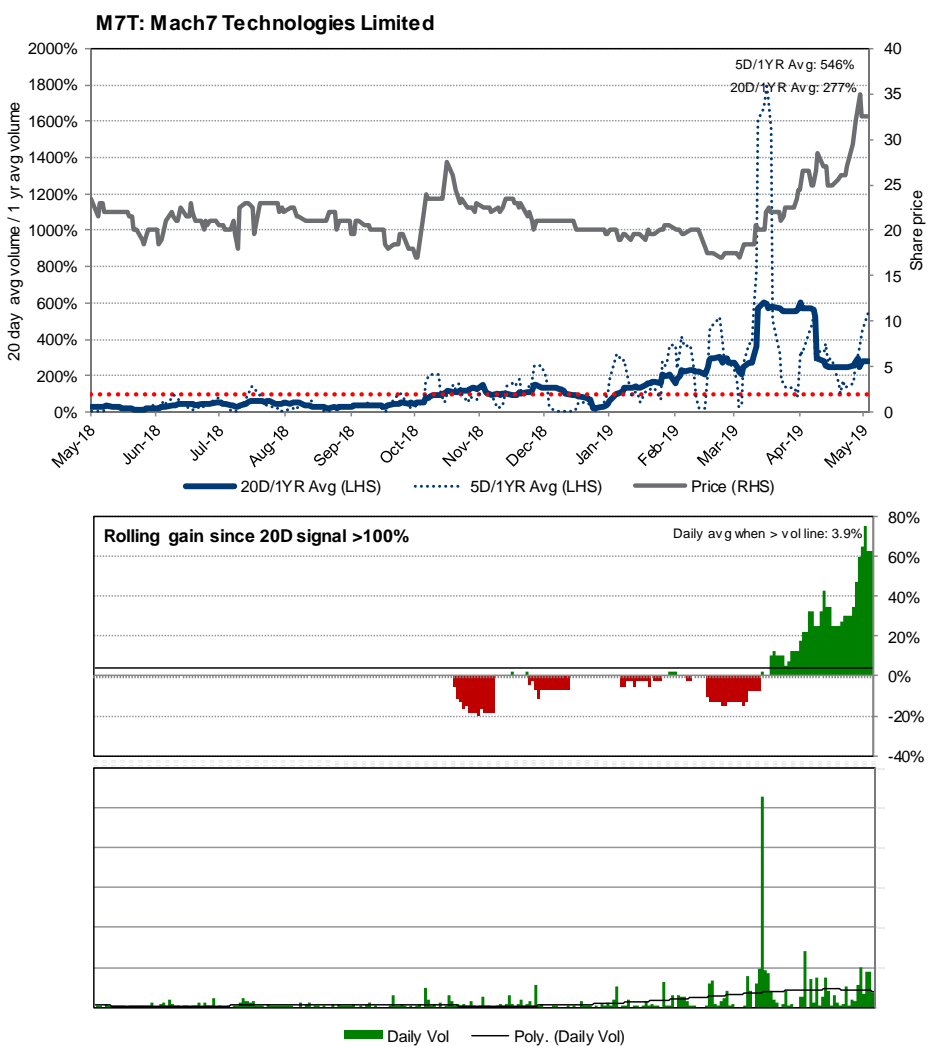 M7T: Mach7 Technologies Limited
20 day avg volume / 1 yr avg volume
2000%
1800%
1600%
1400%
1200%
1000%
800%
600%
400%
200%
0%
5D/1YR Avg: 546%
20D/1YR Avg: 277%
40
35
30
25
20
15
10
5
0
Share price
May-18
Jun-18
Jul-18
Aug-18
Sep-18
Oct-18
Nov-18
Dec-18
Jan-19
Feb-19
Mar-19
Apr-19
May-19
20D/1YR Avg (LHS) 5D/1YR Avg (LHS) Price (RHS)
Rolling gain since 20D signal >100%
Daily avg when > vol line: 3.9%
80%
60%
40%
20%
0%
-20%
-40%
Daily Vol Poly. (Daily Vol)